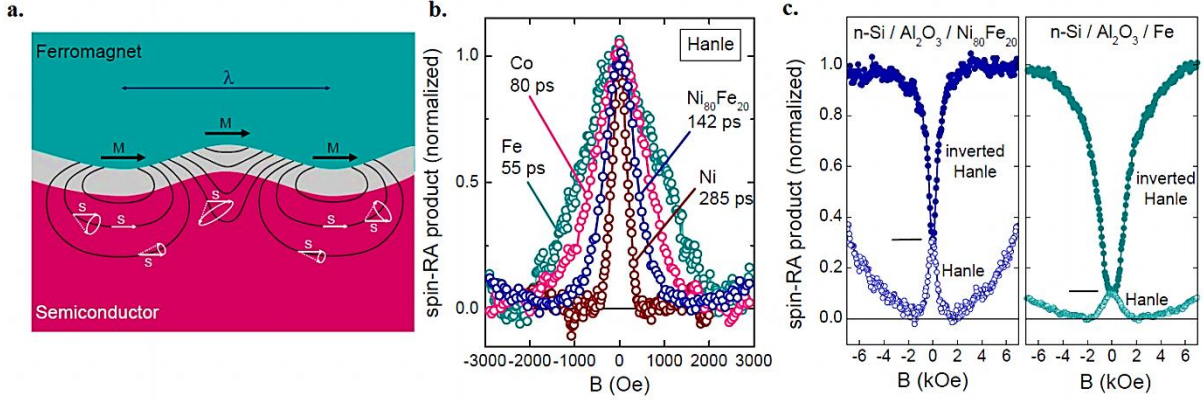 a.
Ferromagnet
λ
M
M
M
S
S
S
S
S
S
Semiconductor
b.
spin-RA product (normalized)
1.0
0.5
0.0
Hanle
Co
80 ps
Fe
55 ps
Ni80Fe20
142 ps
Ni
285 ps
-3000 -2000 -1000 0 1000 2000 3000
B (Oe)
c.
n-Si / Al2O3 / Ni80Fe20
n-Si / Al2O3 / Fe
spin-RA product (normalized)
1.0
0.8
0.6
0.4
0.2
0.0
inverted
Hanle
Hanle
inverted
Hanle
Hanle
-6 -4 -2 0 2 4 6
-6 -4 -2 0 2 4 6
B (kOe)
B (kOe)